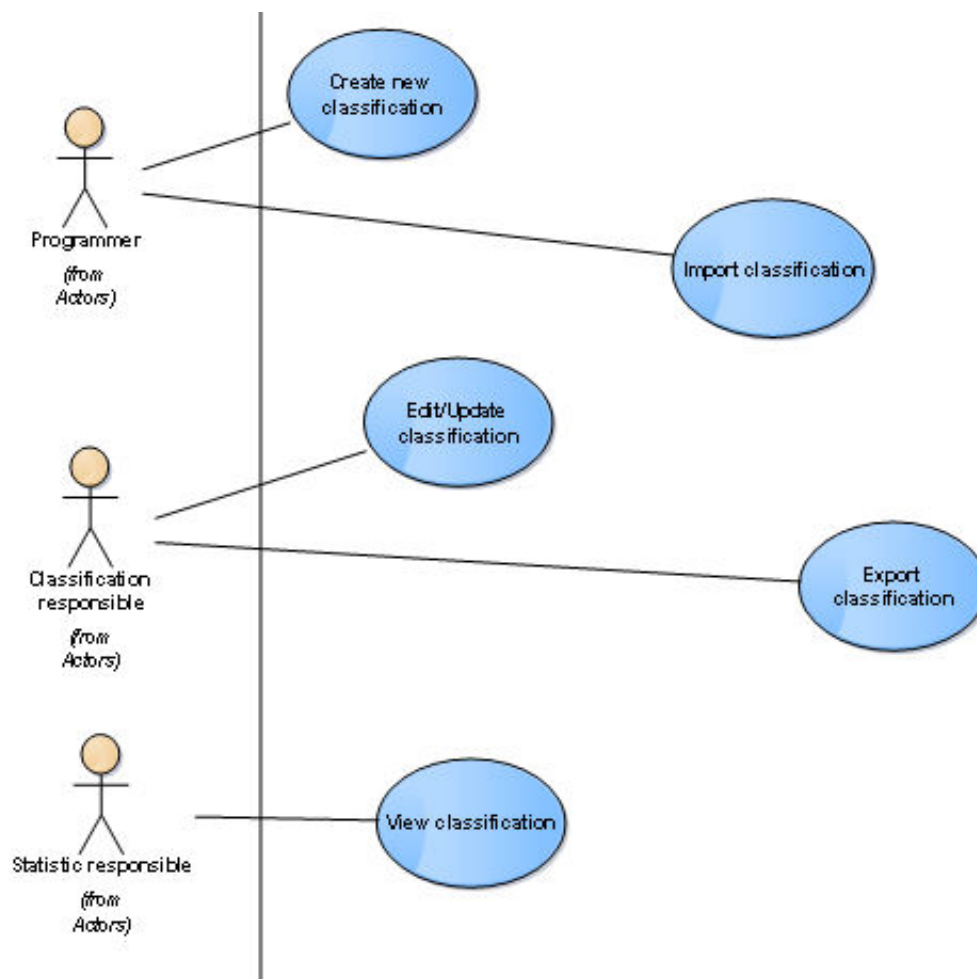 Create new
classification
Programmer
(from
Actors)
Import classification
Edit/Update
classification
Classification
responsible
(from
Actors)
Export
classification
Statistic responsible
(from
Actors)
View classification